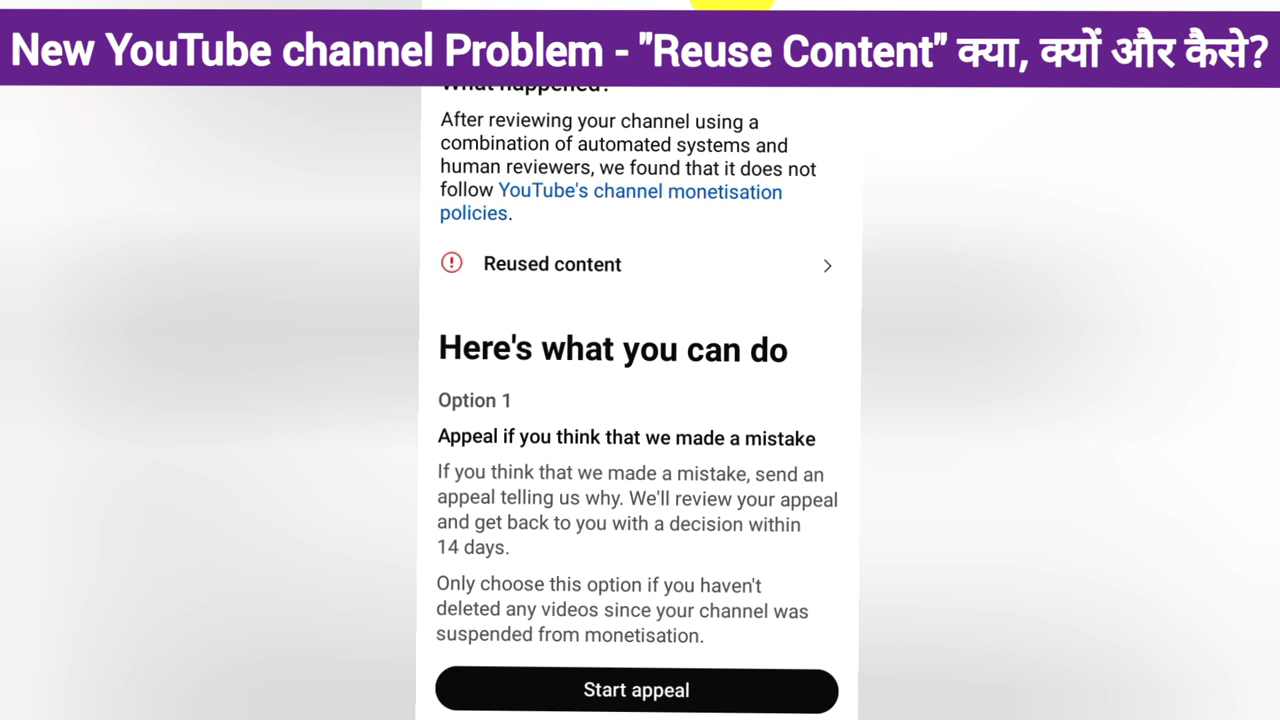 New YouTube channel Problem - "Reuse Content" क्या, क्यों और कैसे?
What happened?
After reviewing your channel using a
combination of automated systems and
human reviewers, we found that it does not
follow YouTube's channel monetisation
policies.
Reused content
Here's what you can do
Option 1
Appeal if you think that we made a mistake
If you think that we made a mistake, send an
appeal telling us why. We'll review your appeal
and get back to you with a decision within
14 days.
Only choose this option if you haven't
deleted any videos since your channel was
suspended from monetisation.
Start appeal